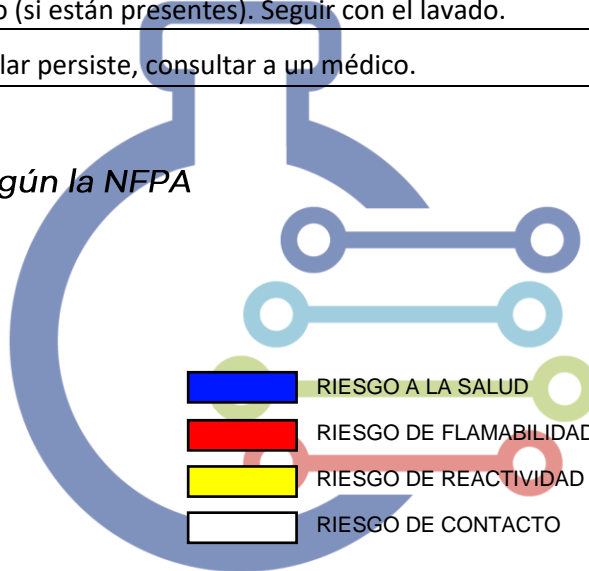 o (si están presentes). Seguir con el lavado.
lar persiste, consultar a un médico.
gún la NFPA
RIESGO A LA SALUD
RIESGO DE FLAMABILIDAD
RIESGO DE REACTIVIDAD
RIESGO DE CONTACTO